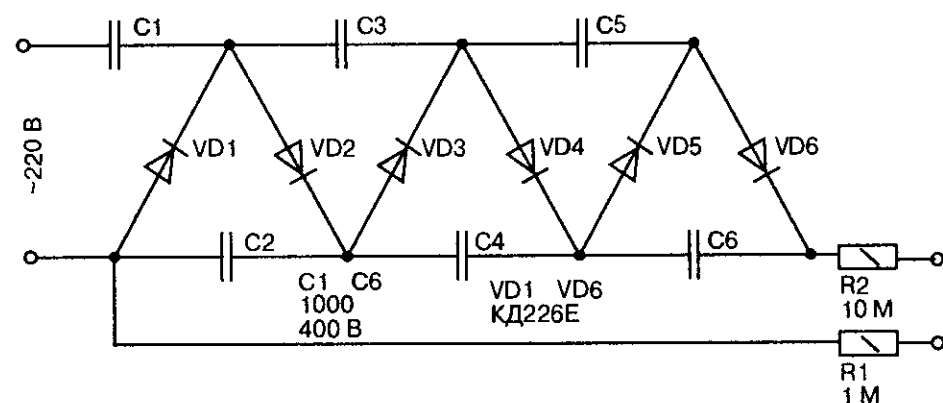 C1
C3
C5
~220 В
VD1
VD2
VD3
VD4
VD5
VD6
C2
C4
C6
C1 C6
1000
400 В
VD1 VD6
КД226Е
R2
10 М
R1
1 М